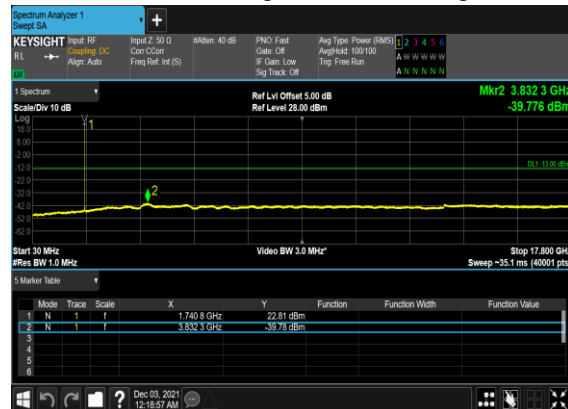 Spectrum Analyzer 1
Swept SA
+
KEYSIGHT Input: RF Input Z: 50 Ω #Atten: 40 dB PNO: Fast Avg Type: Power (RMS) 1 2 3 4 5 6
RL Coupling: DC Corr CCorr Gate: Off Avg|Hold: 100/100 A W W W W W
Align: Auto Freq Ref: Int (S) IF Gain: Low Trig: Free Run
LNI Sig Track: Off A N N N N N
1 Spectrum Ref Lvl Offset 5.00 dB Mkr2 3.832 3 GHz
Scale/Div 10 dB Ref Level 28.00 dBm -39.776 dBm
Log
18.0
8.00
-2.00
-12.0
-22.0
-32.0
-42.0
-52.0
-62.0
1
DL1 -13.00 dBm
2
Start 30 MHz Video BW 3.0 MHz* Stop 17.800 GHz
#Res BW 1.0 MHz Sweep ~35.1 ms (40001 pts)
5 Marker Table
Mode Trace Scale X Y Function Function Width Function Value
1 N 1 f 1.740 8 GHz 22.81 dBm
2 N 1 f 3.832 3 GHz -39.78 dBm
3
4
5
6
? Dec 03, 2021
12:18:57 AM